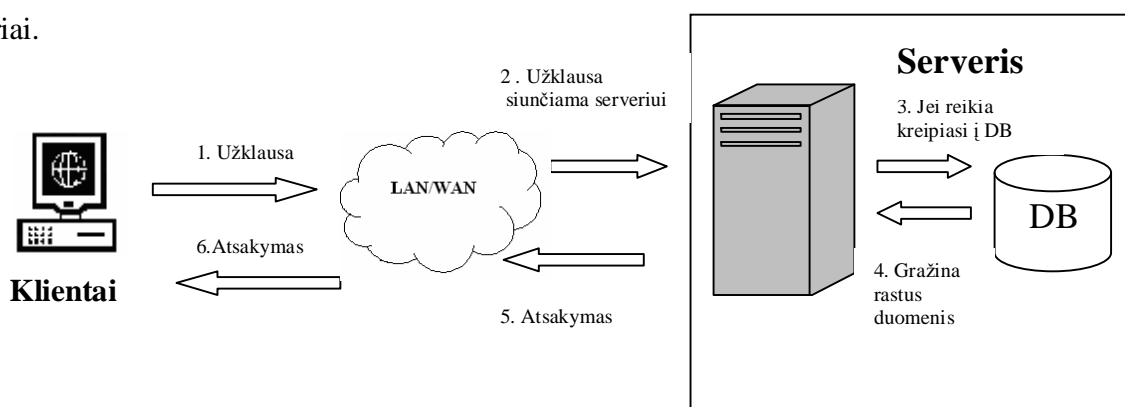 riai.
Serveris
2 . Užklausa
siunčiama serveriui
3. Jei reikia
kreipiasi į DB
1. Užklausa
LAN/WAN
DB
6.Atsakymas
Klientai
4. Gražina
rastus
duomenis
5. Atsakymas